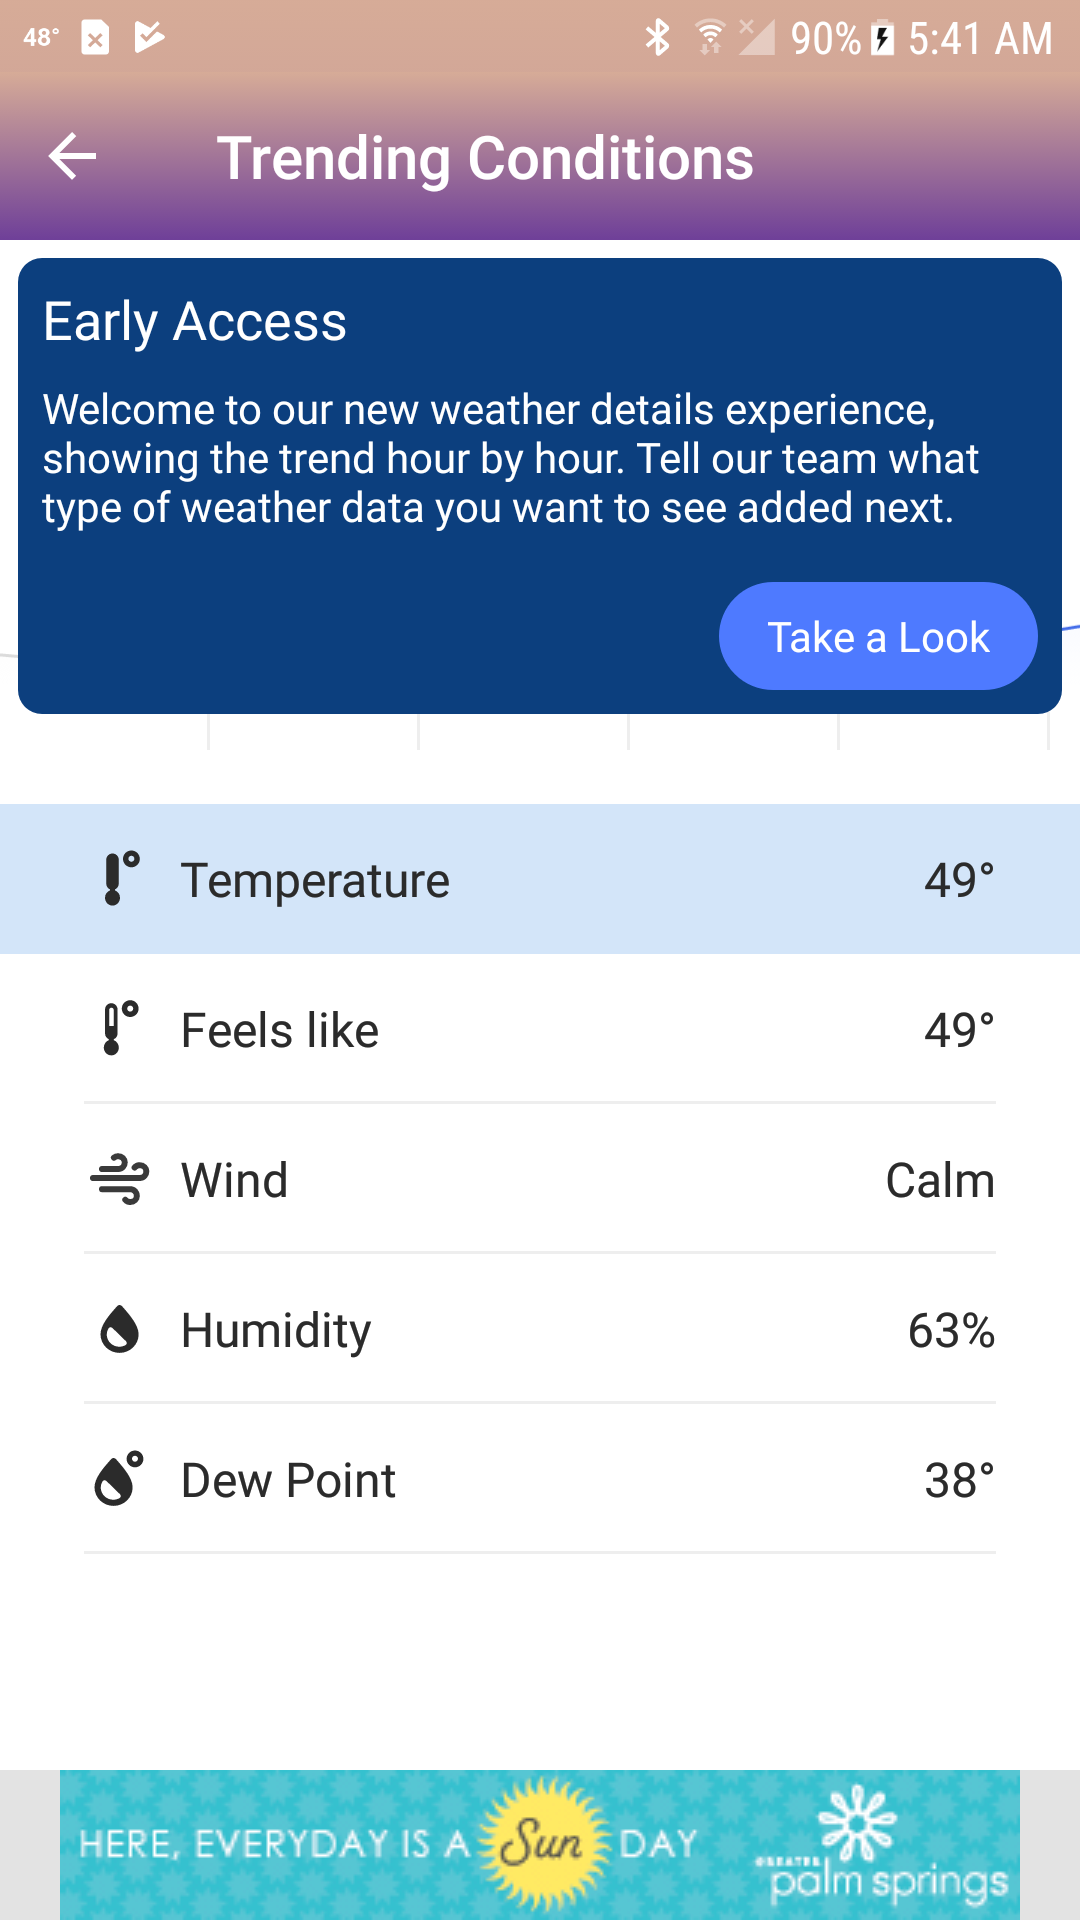 48°
90% 5:41 AM
Trending Conditions
Early Access
Welcome to our new weather details experience,
showing the trend hour by hour. Tell our team what
type of weather data you want to see added next.
Take a Look
Temperature 49°
Feels like 49°
Wind Calm
Humidity 63%
Dew Point 38°
HERE, EVERYDAY IS A Sun DAY
GREATER
palm springs